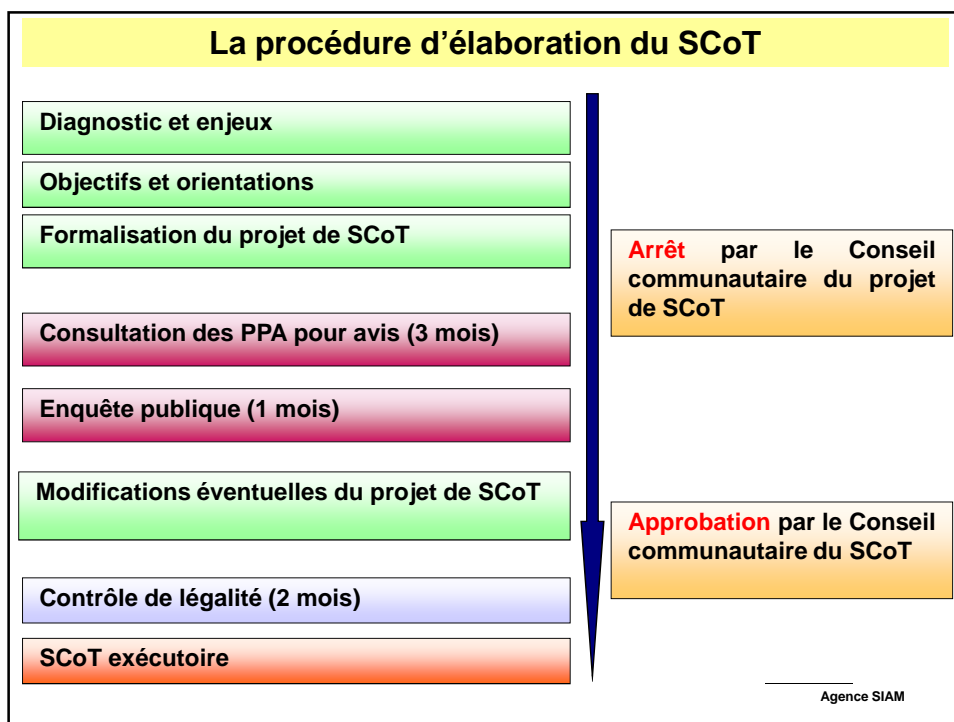 La procédure d’élaboration du SCoT
Diagnostic et enjeux
Objectifs et orientations
Formalisation du projet de SCoT
Arrêt par le Conseil
communautaire du projet
de SCoT
Consultation des PPA pour avis (3 mois)
Enquête publique (1 mois)
Modifications éventuelles du projet de SCoT
Approbation par le Conseil
communautaire du SCoT
Contrôle de légalité (2 mois)
SCoT exécutoire
Agence SIAM